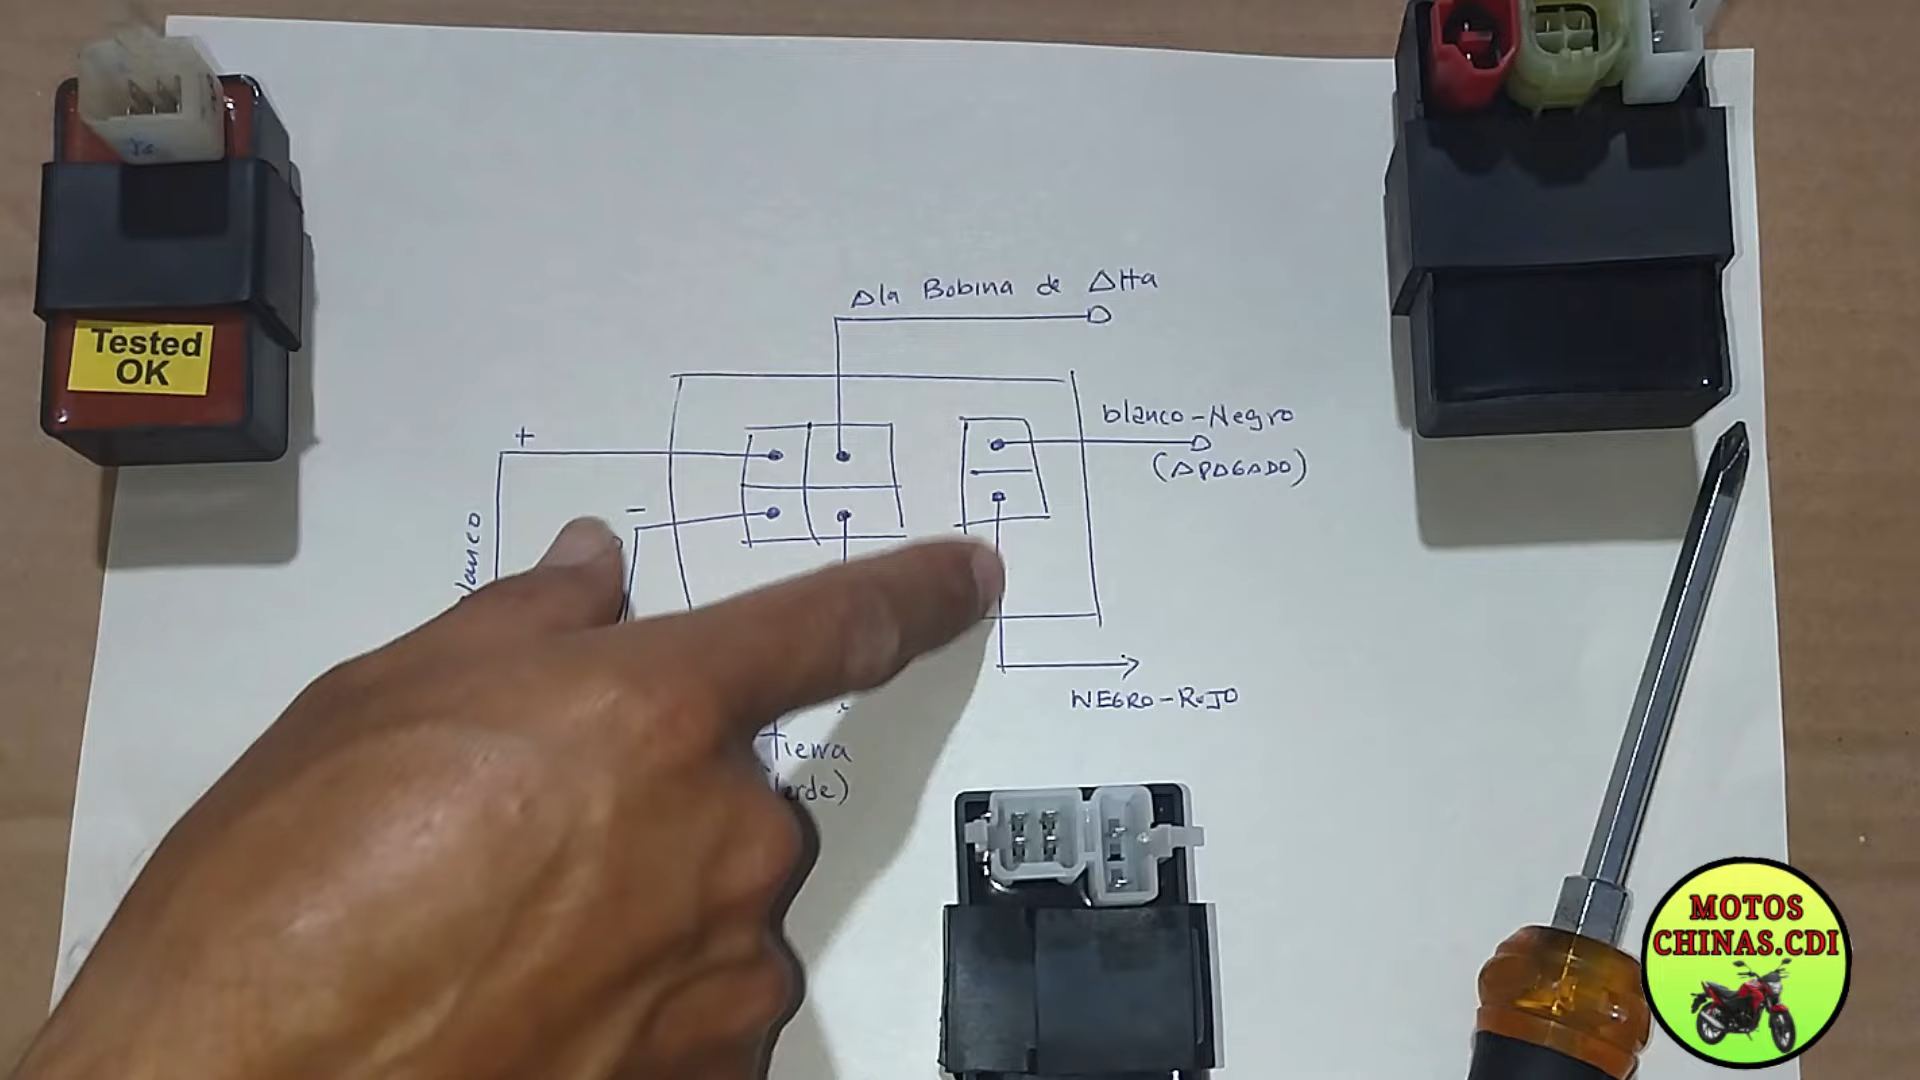 Tested
OK
Ala Bobina de Alta
+
blanco-Negro
(APAGADO)
-
NEGRO-ROJO
Tierra
MOTOS
CHINAS.CDI